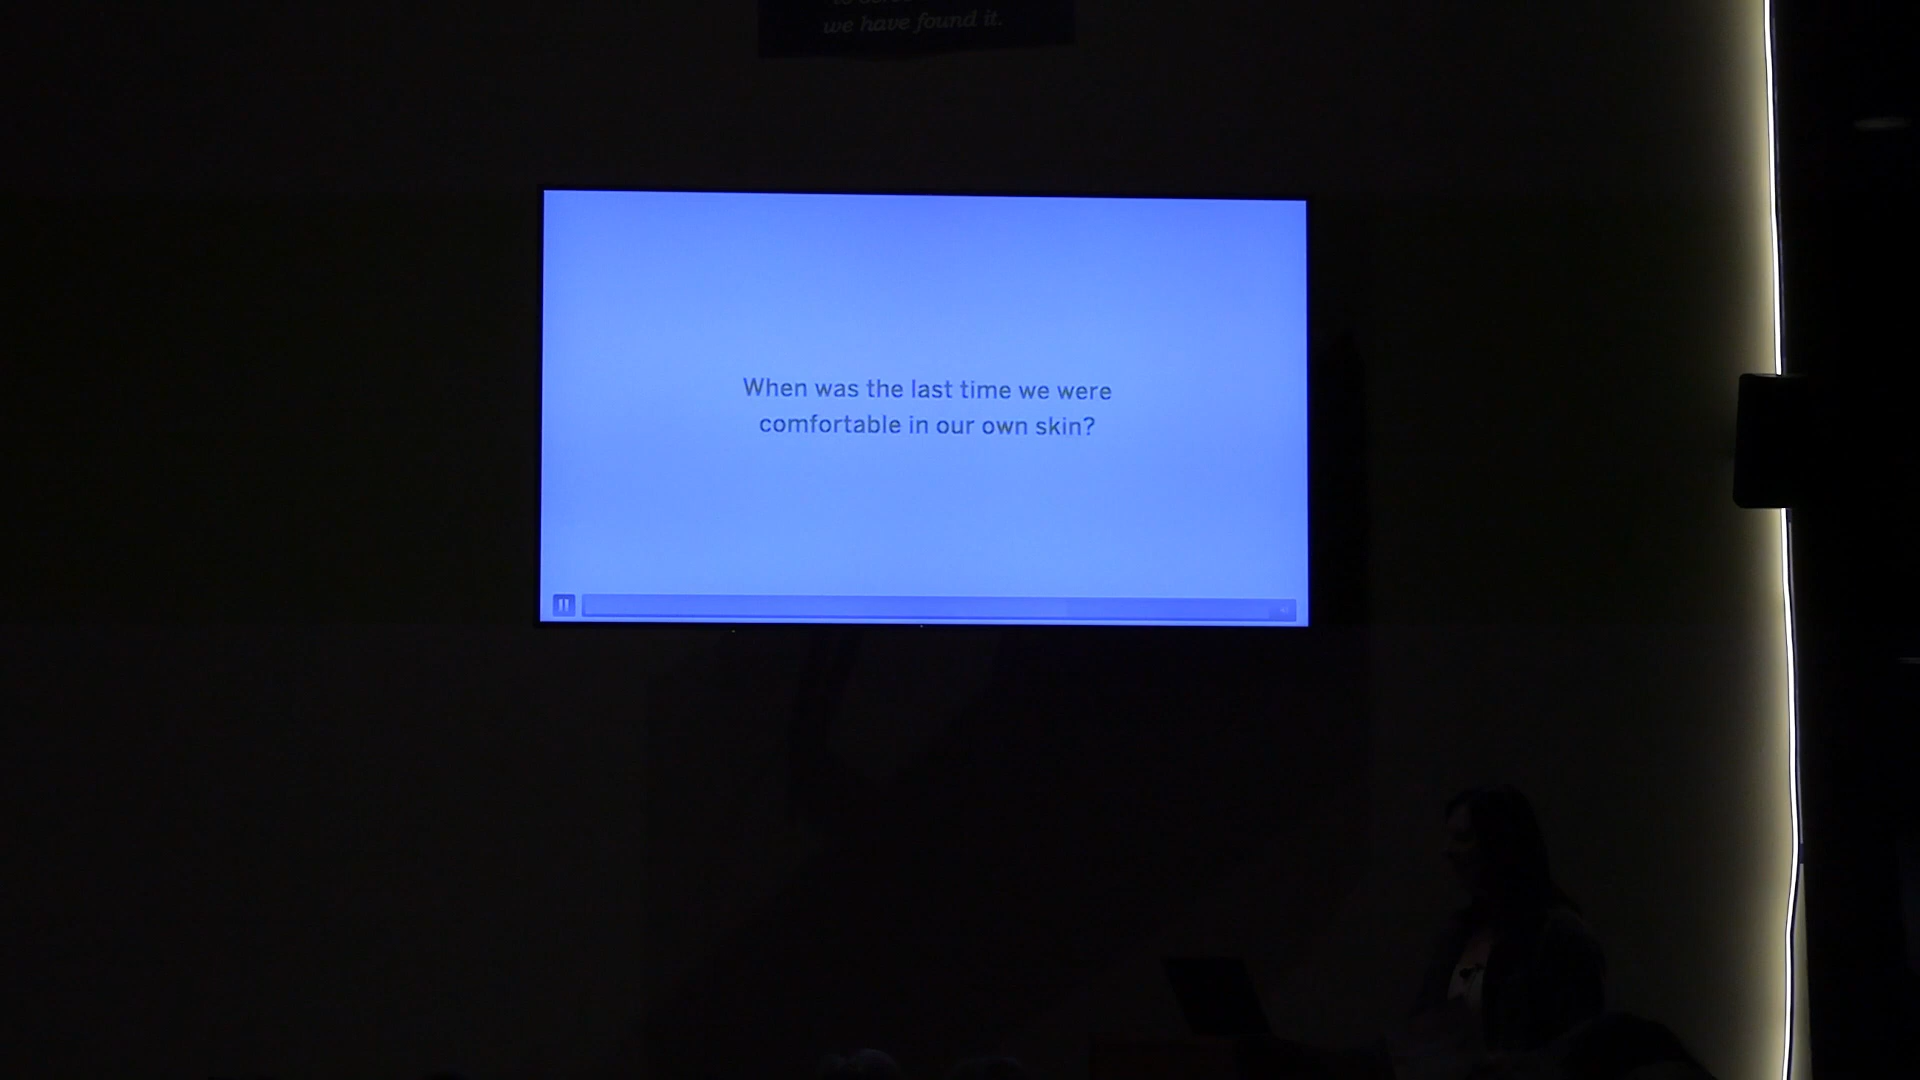 we have found it.
When was the last time we were
comfortable in our own skin?